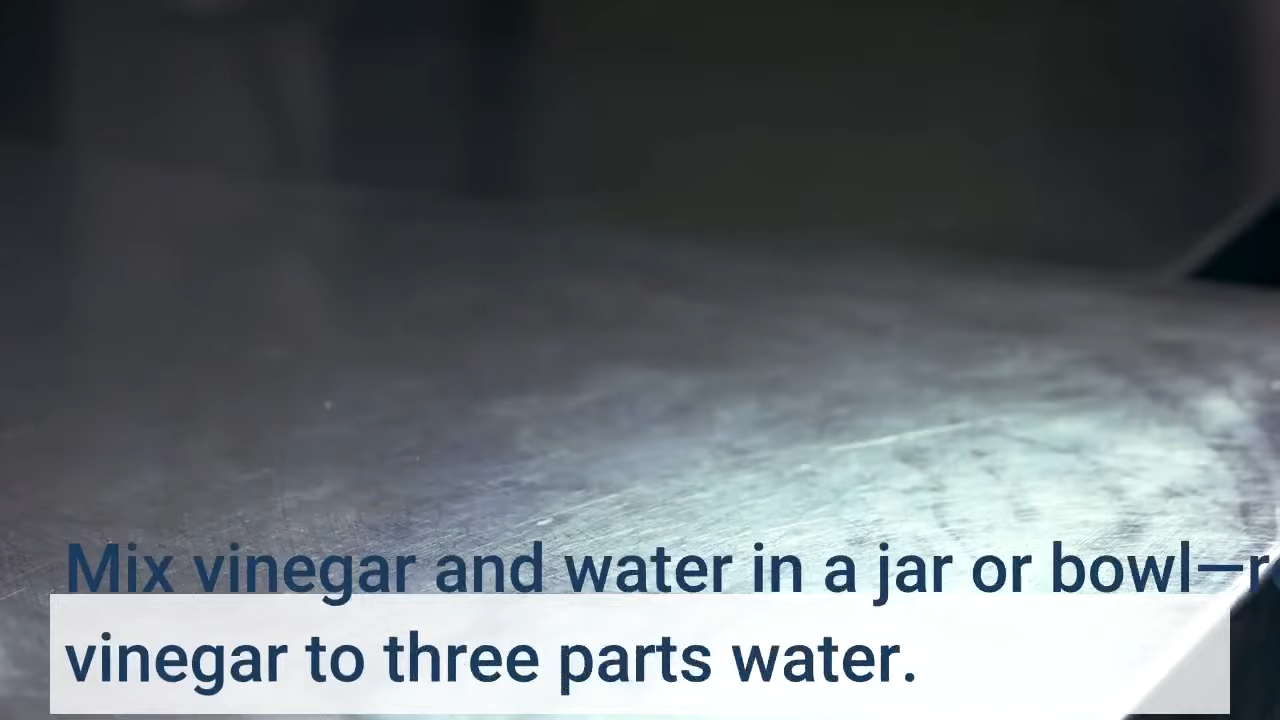 Mix vinegar and water in a jar or bowl—
vinegar to three parts water.